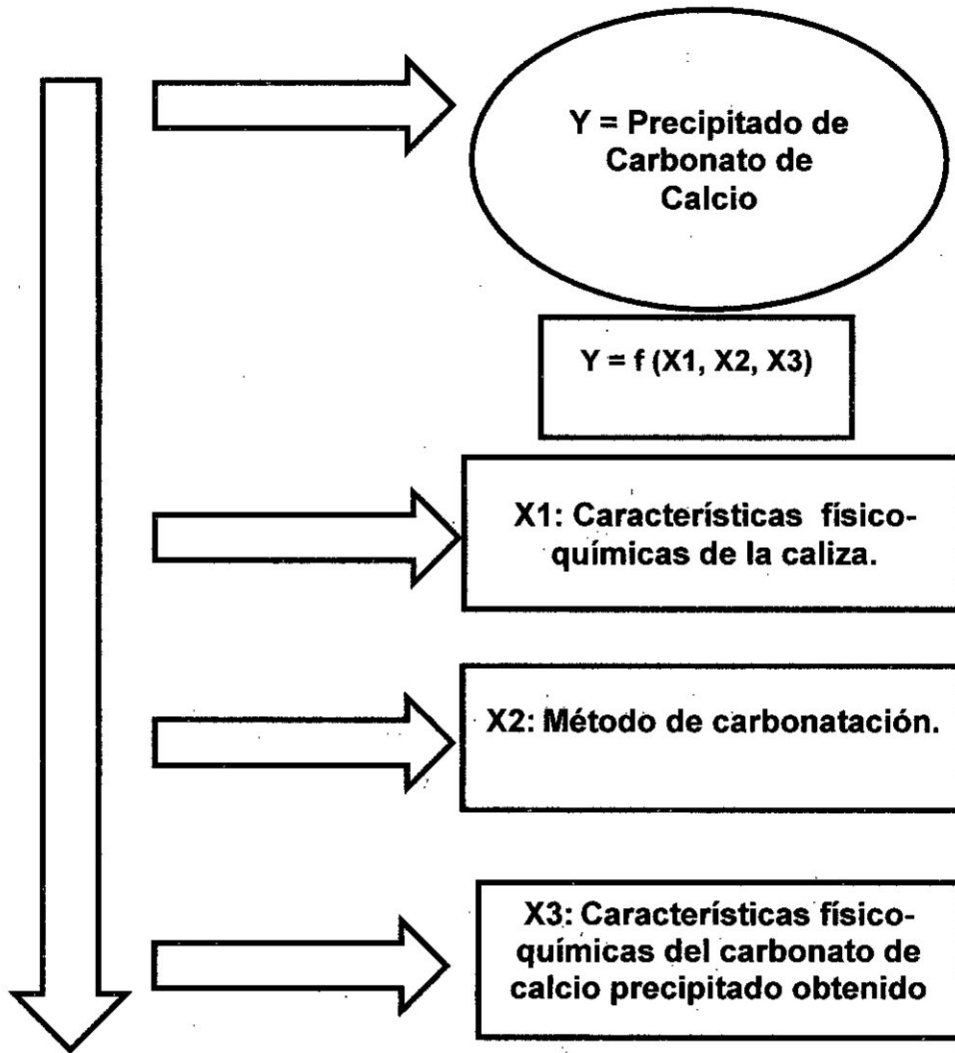 Y = Precipitado de
Carbonato de
Calcio
Y = f (X1, X2, X3)
X1: Características físico-
químicas de la caliza.
X2: Método de carbonatación.
X3: Características físico-
químicas del carbonato de
calcio precipitado obtenido